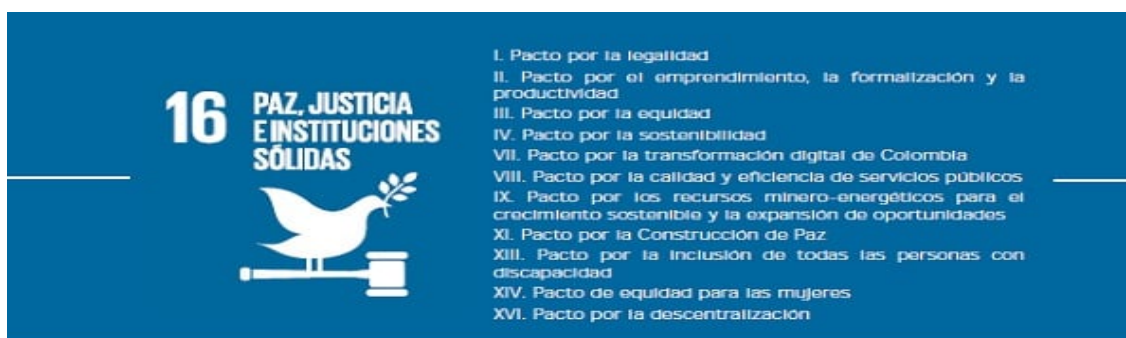 16 PAZ, JUSTICIA
E INSTITUCIONES
SÓLIDAS
I. Pacto por la legalidad
II. Pacto por el emprendimiento, la formalización y la
productividad
III. Pacto por la equidad
IV. Pacto por la sostenibilidad
VII. Pacto por la transformación digital de Colombia
VIII. Pacto por la calidad y eficiencia de servicios públicos
IX. Pacto por los recursos minero-energéticos para el
crecimiento sostenible y la expansión de oportunidades
XI. Pacto por la Construcción de Paz
XIII. Pacto por la inclusión de todas las personas con
discapacidad
XIV. Pacto de equidad para las mujeres
XVI. Pacto por la descentralización